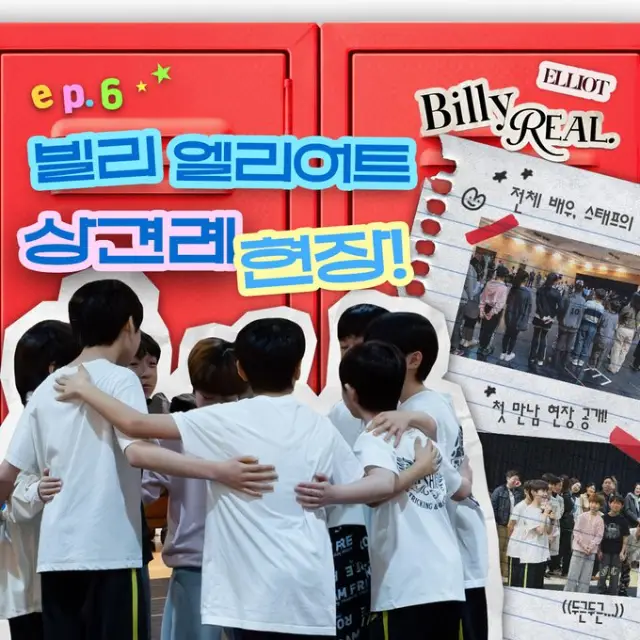 ep.6
빌리 엘리어트
상견례 현장!
ELLIOT
Billy REAL.
전체 배우, 스태프의
첫 만남 현장 공개!
((두근두근...))